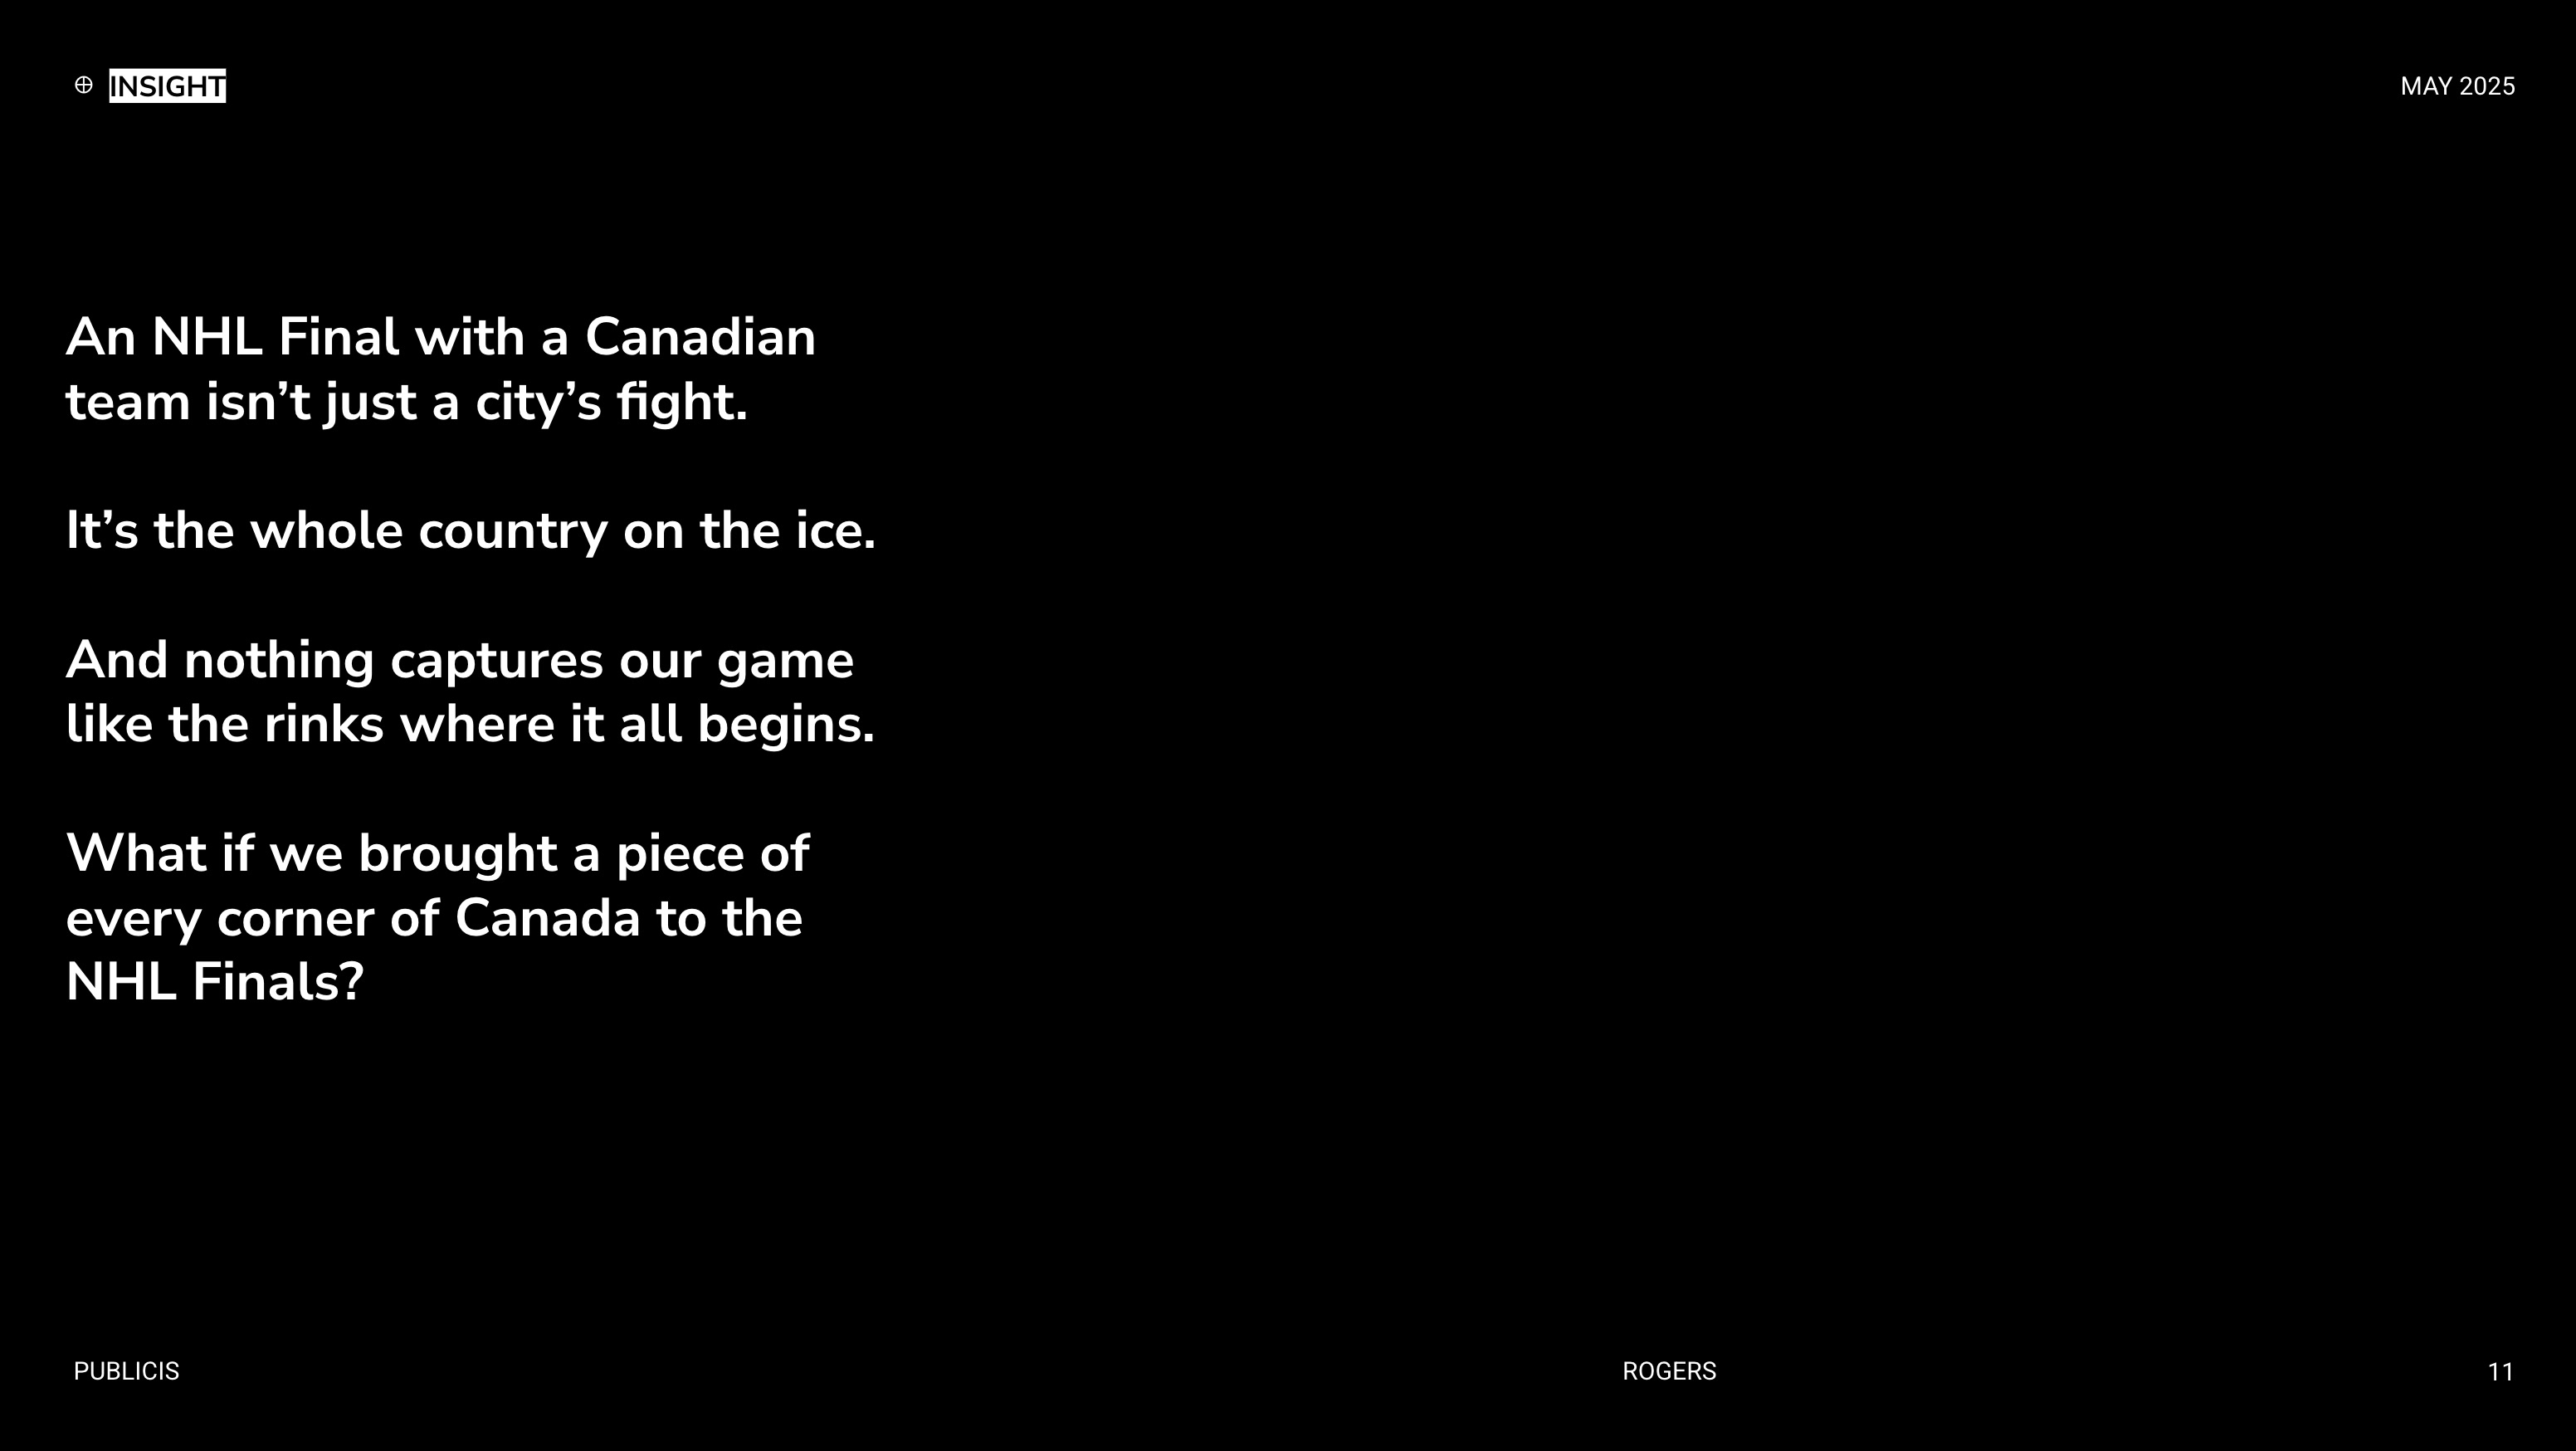 ⊕ INSIGHT
MAY 2025
An NHL Final with a Canadian
team isn’t just a city’s fight.
It’s the whole country on the ice.
And nothing captures our game
like the rinks where it all begins.
What if we brought a piece of
every corner of Canada to the
NHL Finals?
PUBLICIS
ROGERS
11